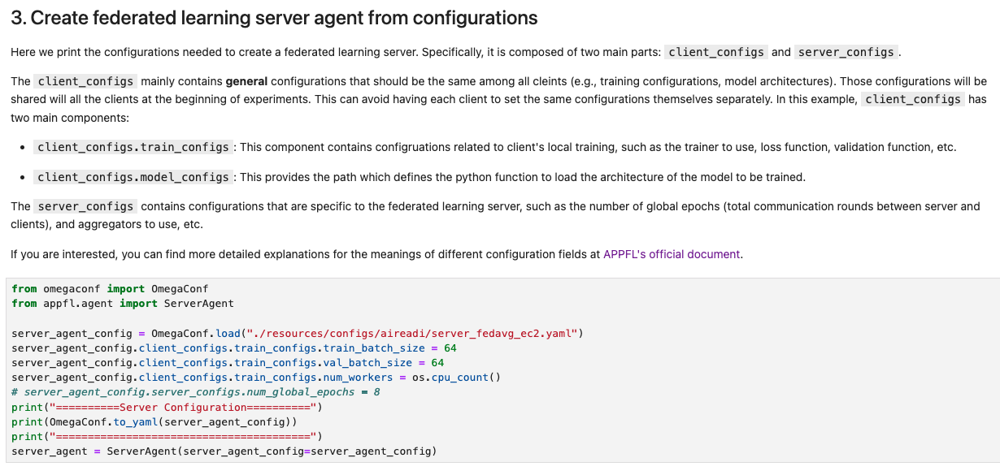 3. Create federated learning server agent from configurations
Here we print the configurations needed to create a federated learning server. Specifically, it is composed of two main parts: client_configs and server_configs.
The client_configs mainly contains general configurations that should be the same among all cleints (e.g., training configurations, model architectures). Those configurations will be
shared will all the clients at the beginning of experiments. This can avoid having each client to set the same configurations themselves separately. In this example, client_configs has
two main components:
• client_configs.train_configs: This component contains configruations related to client's local training, such as the trainer to use, loss function, validation function, etc.
• client_configs.model_configs: This provides the path which defines the python function to load the architecture of the model to be trained.
The server_configs contains configurations that are specific to the federated learning server, such as the number of global epochs (total communication rounds between server and
clients), and aggregators to use, etc.
If you are interested, you can find more detailed explanations for the meanings of different configuration fields at APPFL's official document.
from omegaconf import OmegaConf
from appfl.agent import ServerAgent
server_agent_config = OmegaConf.load("./resources/configs/aireadi/server_fedavg_ec2.yaml")
server_agent_config.client_configs.train_configs.train_batch_size = 64
server_agent_config.client_configs.train_configs.val_batch_size = 64
server_agent_config.client_configs.train_configs.num_workers = os.cpu_count()
# server_agent_config.server_configs.num_global_epochs = 8
print("==========Server Configuration==========")
print(OmegaConf.to_yaml(server_agent_config))
print("========================================")
server_agent = ServerAgent(server_agent_config=server_agent_config)